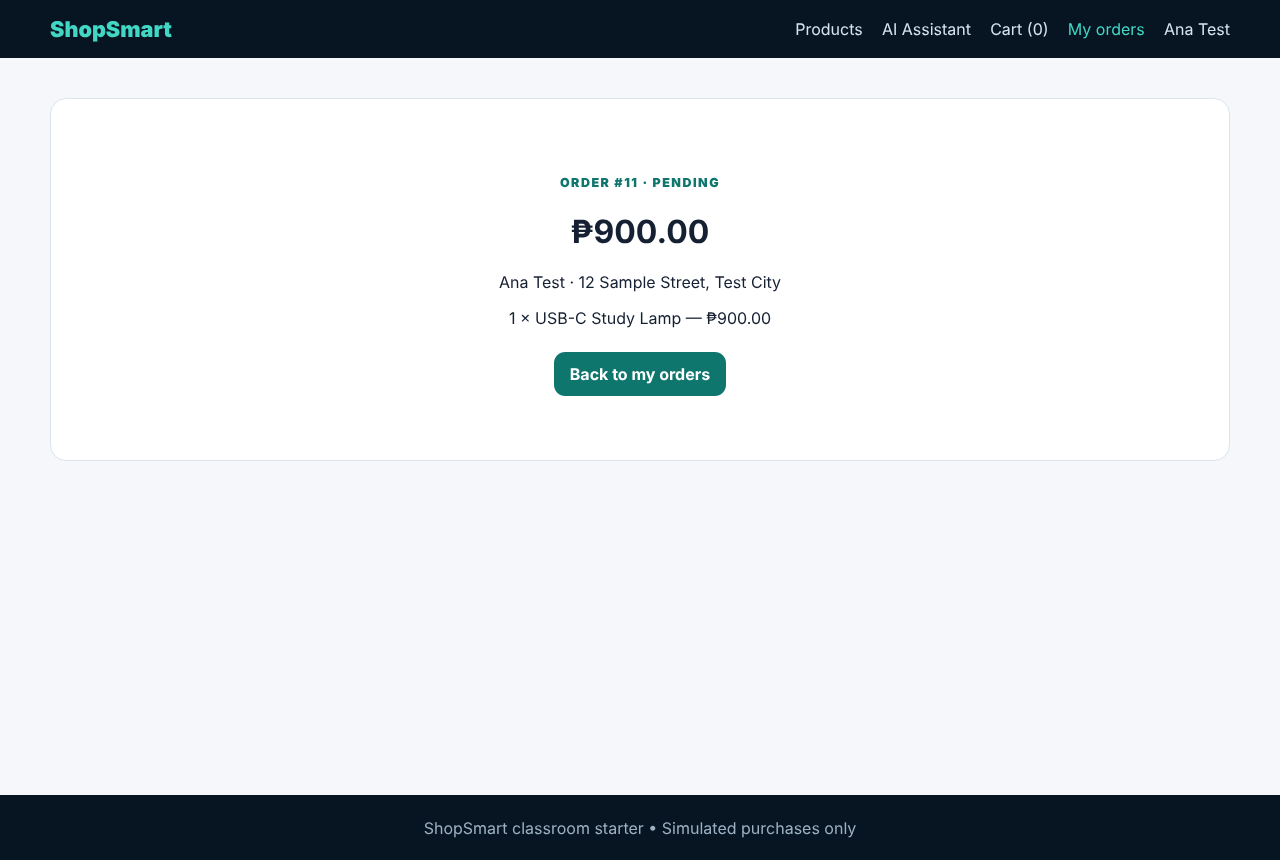 ShopSmart
Products AI Assistant Cart (0) My orders Ana Test
ORDER #11 · PENDING
₱900.00
Ana Test · 12 Sample Street, Test City
1 × USB-C Study Lamp — ₱900.00
Back to my orders
ShopSmart classroom starter • Simulated purchases only